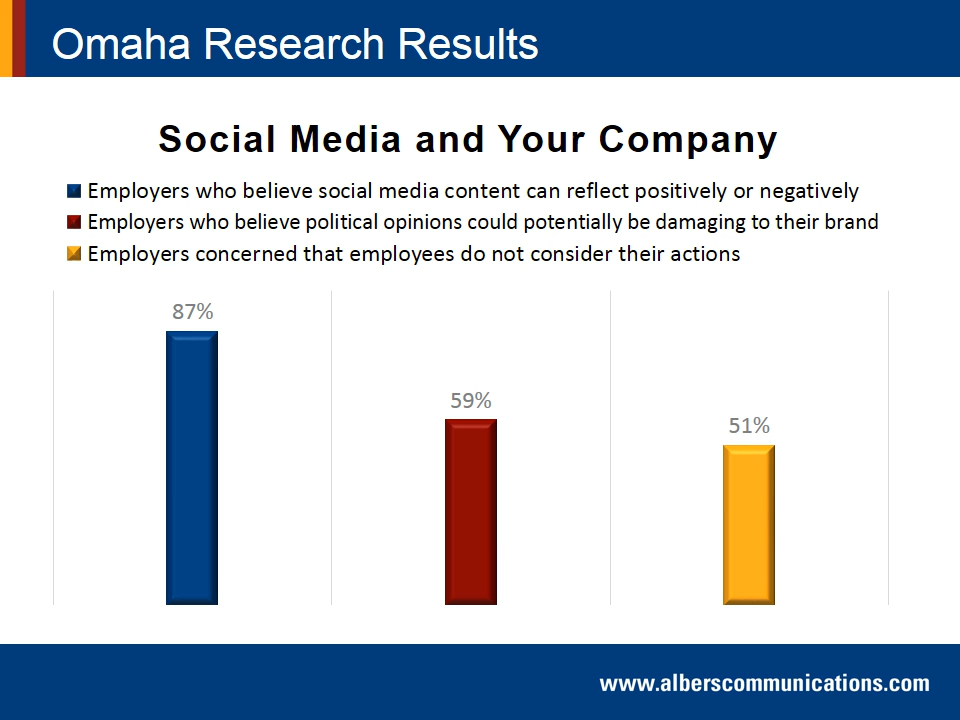 Omaha Research Results
Social Media and Your Company
Employers who believe social media content can reflect positively or negatively
Employers who believe political opinions could potentially be damaging to their brand
Employers concerned that employees do not consider their actions
87%
59%
51%
www.alberscommunications.com